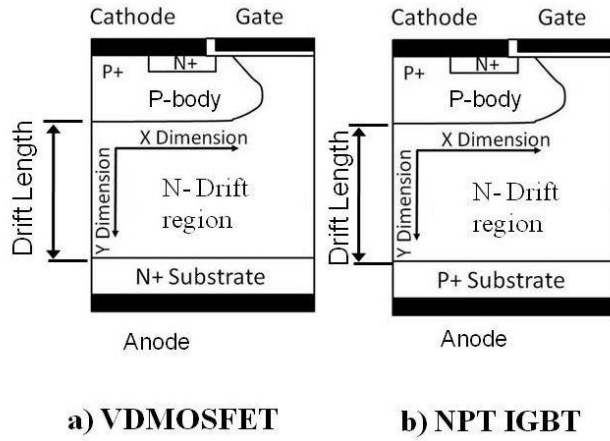 Cathode Gate
N+
P+
P-body
X Dimension
Y Dimension
Drift Length
N- Drift
region
N+ Substrate
Anode
a) VDMOSFET
Cathode Gate
N+
P+
P-body
X Dimension
Y Dimension
Drift Length
N- Drift
region
P+ Substrate
Anode
b) NPT IGBT